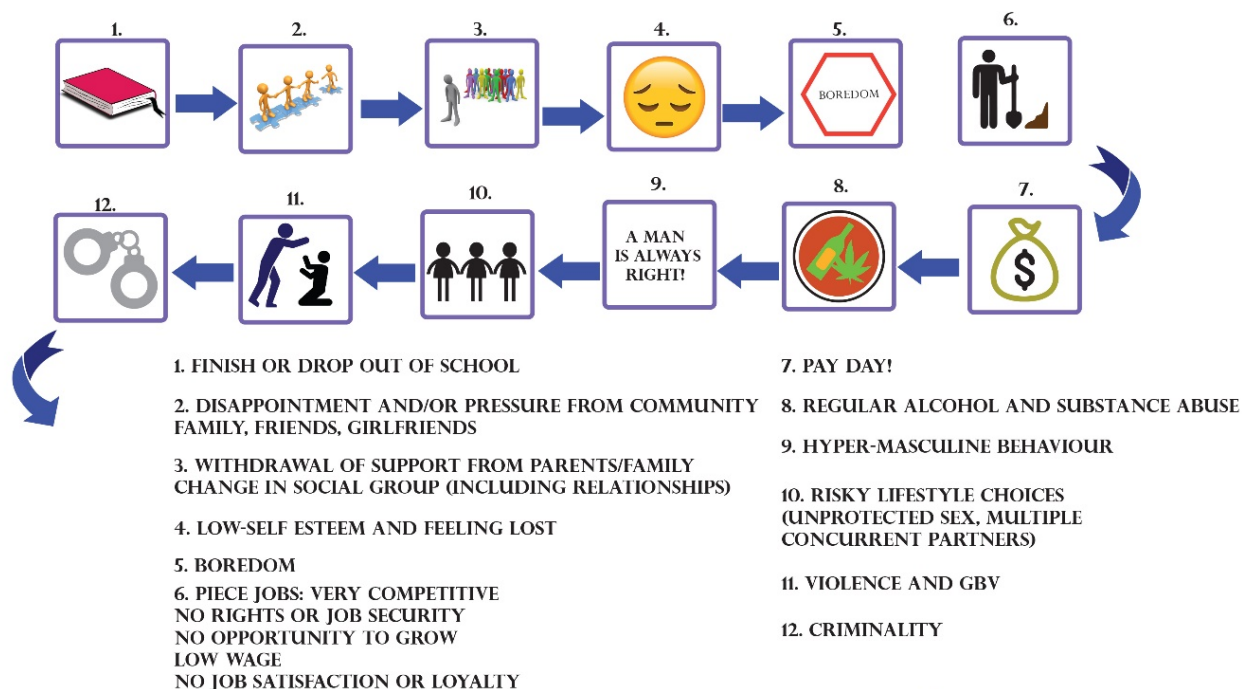 1.
2.
3.
4.
5.
6.
BOREDOM
12.
11.
10.
9.
8.
7.
A MAN
IS ALWAYS
RIGHT!
$
1. FINISH OR DROP OUT OF SCHOOL
2. DISAPPOINTMENT AND/OR PRESSURE FROM COMMUNITY
FAMILY, FRIENDS, GIRLFRIENDS
3. WITHDRAWAL OF SUPPORT FROM PARENTS/FAMILY
CHANGE IN SOCIAL GROUP (INCLUDING RELATIONSHIPS)
4. LOW-SELF ESTEEM AND FEELING LOST
5. BOREDOM
6. PIECE JOBS: VERY COMPETITIVE
NO RIGHTS OR JOB SECURITY
NO OPPORTUNITY TO GROW
LOW WAGE
NO JOB SATISFACTION OR LOYALTY
7. PAY DAY!
8. REGULAR ALCOHOL AND SUBSTANCE ABUSE
9. HYPER-MASCULINE BEHAVIOUR
10. RISKY LIFESTYLE CHOICES
(UNPROTECTED SEX, MULTIPLE
CONCURRENT PARTNERS)
11. VIOLENCE AND GBV
12. CRIMINALITY